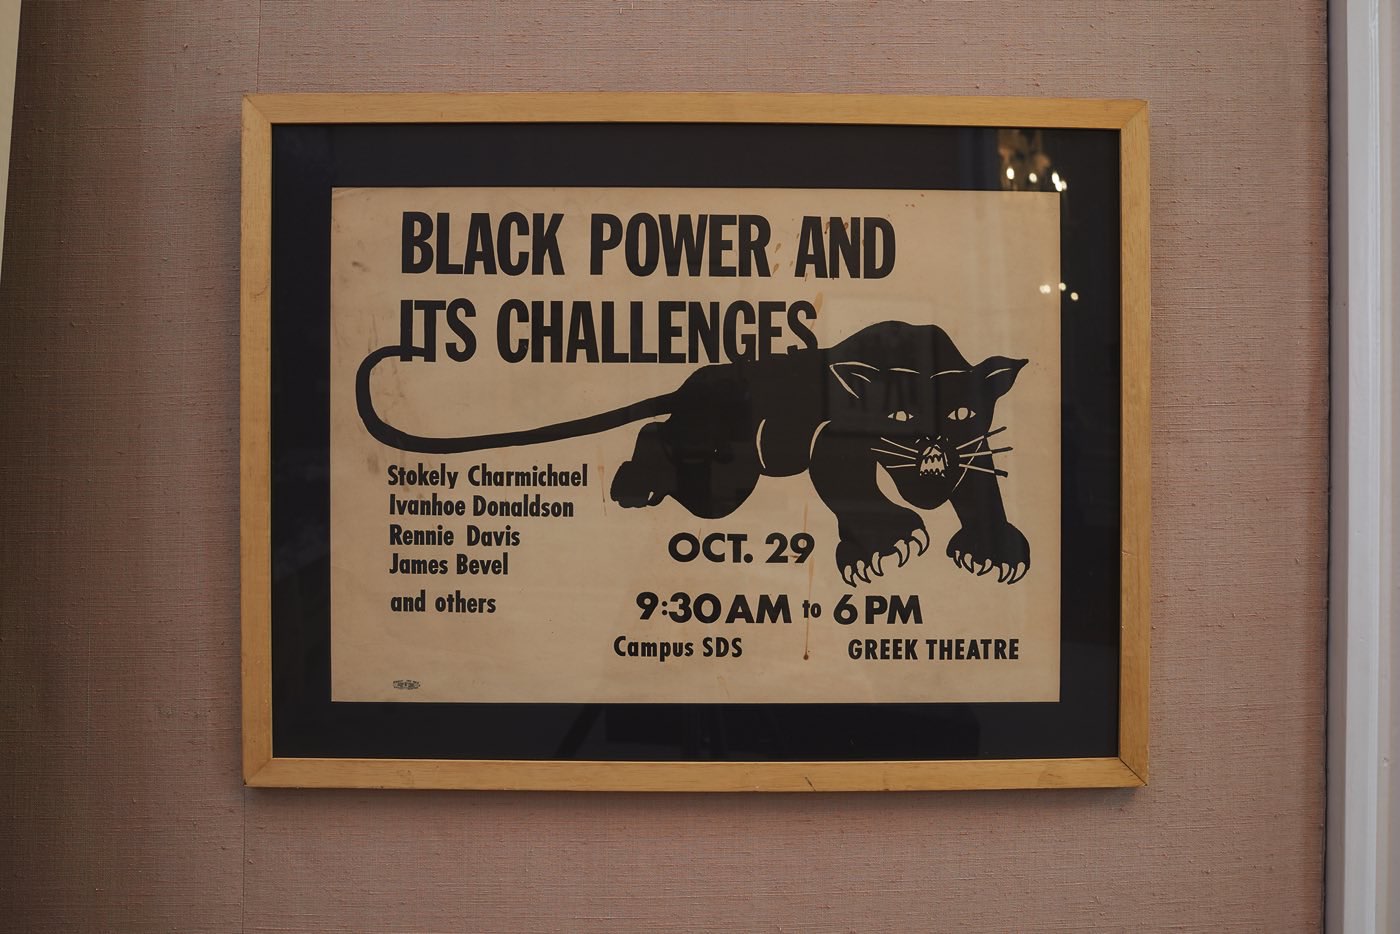 BLACK POWER AND
ITS CHALLENGES
Stokely Charmichael
Ivanhoe Donaldson
Rennie Davis
James Bevel
and others
OCT. 29
9:30 AM to 6 PM
Campus SDS
GREEK THEATRE